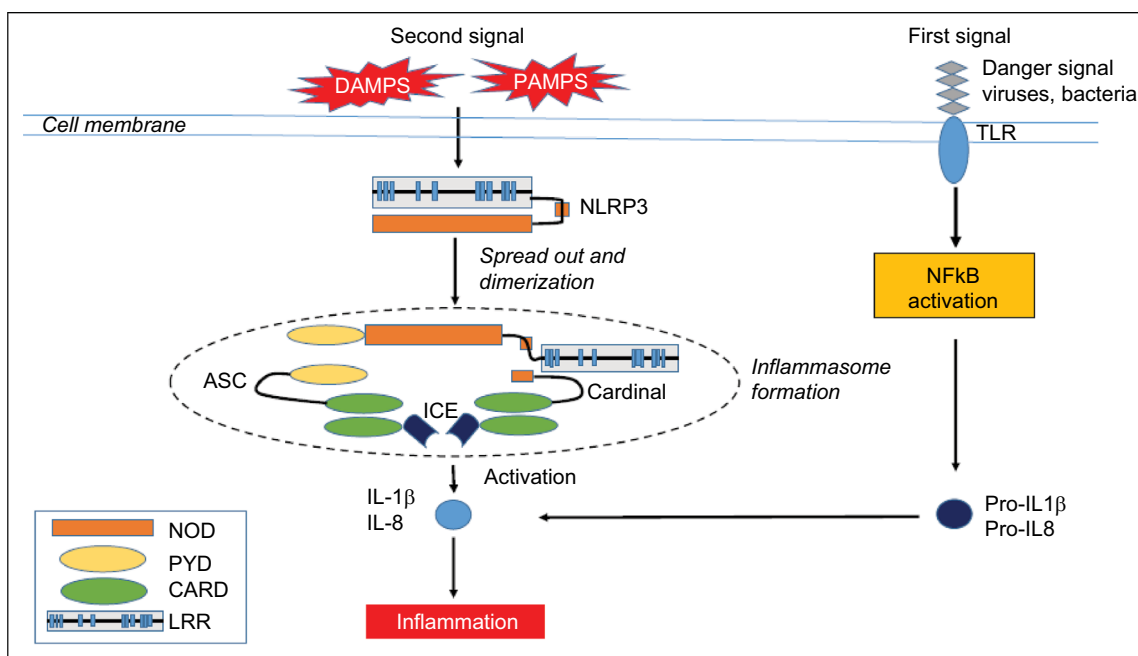 Second signal
First signal
DAMPS
PAMPS
Danger signal
viruses, bacteria
Cell membrane
TLR
NLRP3
Spread out and
dimerization
NFkB
activation
ASC
ICE
Cardinal
Inflammasome
formation
Activation
IL-1β
IL-8
Pro-IL1β
Pro-IL8
NOD
PYD
CARD
LRR
Inflammation